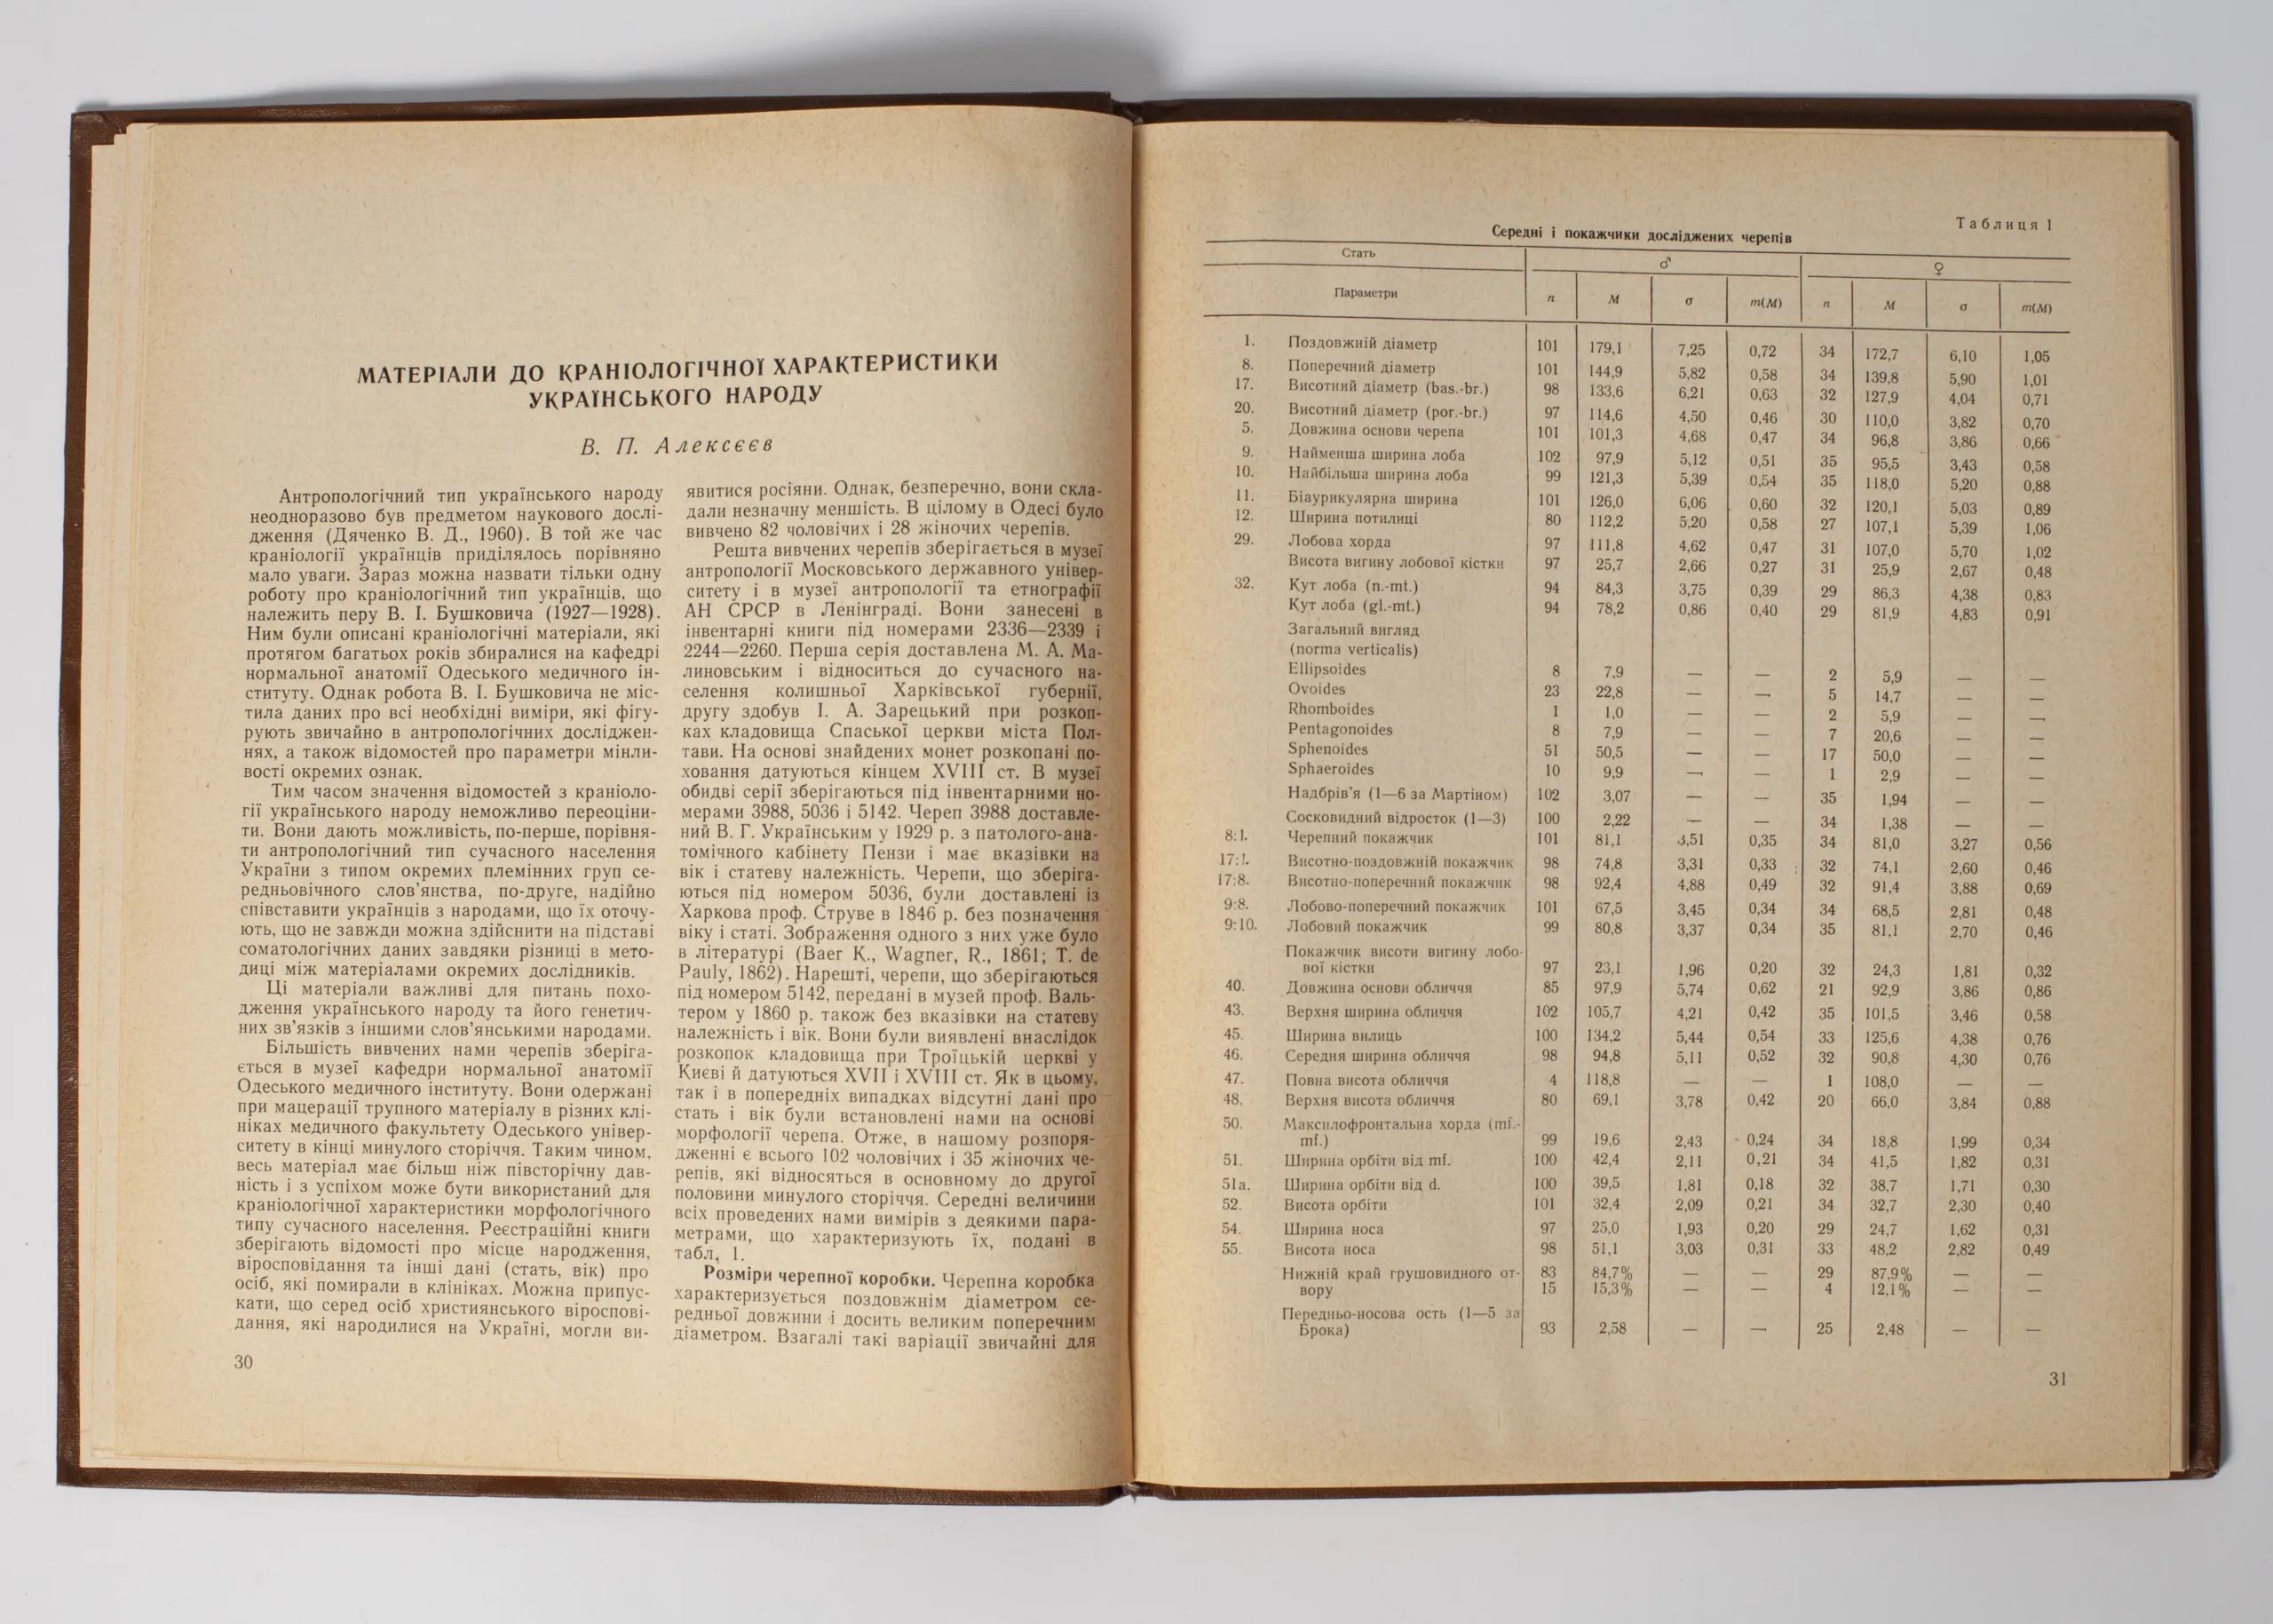 МАТЕРІАЛИ ДО КРАНІОЛОГІЧНОЇ ХАРАКТЕРИСТИКИ
УКРАЇНСЬКОГО НАРОДУ
В. П. Алексєєв
Антропологічний тип українського народу
неодноразово був предметом наукового дослі-
дження (Дяченко В. Д., 1960). В той же час
краніології українців приділялось порівняно
мало уваги. Зараз можна назвати тільки одну
роботу про краніологічний тип українців, що
належить перу В. І. Бушковича (1927—1928).
Ним були описані краніологічні матеріали, які
протягом багатьох років збиралися на кафедрі
нормальної анатомії Одеського медичного ін-
ституту. Однак робота В. І. Бушковича не міс-
тила даних про всі необхідні виміри, які фігу-
рують звичайно в антропологічних досліджен-
нях, а також відомостей про параметри мінли-
вості окремих ознак.
Тим часом значення відомостей з краніоло-
гії українського народу неможливо переоціни-
ти. Вони дають можливість, по-перше, порівня-
ти антропологічний тип сучасного населення
України з типом окремих племінних груп се-
редньовічного слов'янства, по-друге, надійно
співставити українців з народами, що їх оточу-
ють, що не завжди можна здійснити на підставі
соматологічних даних завдяки різниці в мето-
диці між матеріалами окремих дослідників.
Ці матеріали важливі для питань похо-
дження українського народу та його генетич-
них зв'язків з іншими слов'янськими народами.
Більшість вивчених нами черепів зберіга-
ється в музеї кафедри нормальної анатомії
Одеського медичного інституту. Вони одержані
при мацерації трупного матеріалу в різних клі-
ніках медичного факультету Одеського універ-
ситету в кінці минулого сторіччя. Таким чином,
весь матеріал має більш ніж півсторічну дав-
ність і з успіхом може бути використаний для
краніологічної характеристики морфологічного
типу сучасного населення. Реєстраційні книги
зберігають відомості про місце народження,
віросповідання та інші дані (стать, вік) про
осіб, які помирали в клініках. Можна припус-
кати, що серед осіб християнського віроспові-
дання, які народилися на Україні, могли ви-
30
явитися росіяни. Однак, безперечно, вони скла-
дали незначну меншість. В цілому в Одесі було
вивчено 82 чоловічих і 28 жіночих черепів.
Решта вивчених черепів зберігається в музеї
антропології Московського державного універ-
ситету і в музеї антропології та етнографії
АН СРСР в Ленінграді. Вони занесені в
інвентарні книги під номерами 2336—2339 і
2244—2260. Перша серія доставлена М. А. Ма-
линовським і відноситься до сучасного на-
селення колишньої Харківської губернії,
другу здобув І. А. Зарецький при розкоп-
ках кладовища Спаської церкви міста Пол-
тави. На основі знайдених монет розкопані по-
ховання датуються кінцем XVIII ст. В музеї
обидві серії зберігаються під інвентарними но-
мерами 3988, 5036 і 5142. Череп 3988 доставле-
ний В. Г. Українським у 1929 р. з патолого-ана-
томічного кабінету Пензи і має вказівки на
вік і статеву належність. Черепи, що зберіга-
ються під номером 5036, були доставлені із
Харкова проф. Струве в 1846 р. без позначення
віку і статі. Зображення одного з них уже було
в літературі (Baer K., Wagner, R., 1861; T. de
Pauly, 1862). Нарешті, черепи, що зберігаються
під номером 5142, передані в музей проф. Валь-
тером у 1860 р. також без вказівки на статеву
належність і вік. Вони були виявлені внаслідок
розкопок кладовища при Троїцькій церкві у
Києві й датуються XVII і XVIII ст. Як в цьому,
так і в попередніх випадках відсутні дані про
стать і вік були встановлені нами на основі
морфології черепа. Отже, в нашому розпоря-
дженні є всього 102 чоловічих і 35 жіночих че-
репів, які відносяться в основному до другої
половини минулого сторіччя. Середні величини
всіх проведених нами вимірів з деякими пара-
метрами, що характеризують їх, подані в
табл. 1.
Розміри черепної коробки. Черепна коробка
характеризується поздовжнім діаметром се-
редньої довжини і досить великим поперечним
діаметром. Взагалі такі варіації звичайні для
Таблиця 1
Середні і покажчики досліджених черепів
Стать ♂ ♀
Параметри n M σ m(M) n M σ m(M)
1. Поздовжній діаметр 101 179,1 7,25 0,72 34 172,7 6,10 1,05
8. Поперечний діаметр 101 144,9 5,82 0,58 34 139,8 5,90 1,01
17. Висотний діаметр (bas.-br.) 98 133,6 6,21 0,63 32 127,9 4,04 0,71
20. Висотний діаметр (por.-br.) 97 114,6 4,50 0,46 30 110,0 3,82 0,70
5. Довжина основи черепа 101 101,3 4,68 0,47 34 96,8 3,86 0,66
9. Найменша ширина лоба 102 97,9 5,12 0,51 35 95,5 3,43 0,58
10. Найбільша ширина лоба 99 121,3 5,39 0,54 35 118,0 5,20 0,88
11. Біаурикулярна ширина 101 126,0 6,06 0,60 32 120,1 5,03 0,89
12. Ширина потилиці 80 112,2 5,20 0,58 27 107,1 5,39 1,06
29. Лобова хорда 97 111,8 4,62 0,47 31 107,0 5,70 1,02
Висота вигину лобової кістки 97 25,7 2,66 0,27 31 25,9 2,67 0,48
32. Кут лоба (n.-mt.) 94 84,3 3,75 0,39 29 86,3 4,38 0,83
Кут лоба (gl.-mt.) 94 78,2 0,86 0,40 29 81,9 4,83 0,91
Загальний вигляд
(norma verticalis)
Ellipsoides 8 7,9 — — 2 5,9 — —
Ovoides 23 22,8 — — 5 14,7 — —
Rhomboides 1 1,0 — — 2 5,9 — —
Pentagonoides 8 7,9 — — 7 20,6 — —
Sphenoides 51 50,5 — — 17 50,0 — —
Sphaeroides 10 9,9 — — 1 2,9 — —
Надбрів'я (1—6 за Мартіном) 102 3,07 — — 35 1,94 — —
Сосковидний відросток (1—3) 100 2,22 — — 34 1,38 — —
8:1. Черепний покажчик 101 81,1 3,51 0,35 34 81,0 3,27 0,56
17:1. Висотно-поздовжній покажчик 98 74,8 3,31 0,33 32 74,1 2,60 0,46
17:8. Висотно-поперечний покажчик 98 92,4 4,88 0,49 32 91,4 3,88 0,69
9:8. Лобово-поперечний покажчик 101 67,5 3,45 0,34 34 68,5 2,81 0,48
9:10. Лобовий покажчик 99 80,8 3,37 0,34 35 81,1 2,70 0,46
Покажчик висоти вигину лобо-
вої кістки 97 23,1 1,96 0,20 32 24,3 1,81 0,32
40. Довжина основи обличчя 85 97,9 5,74 0,62 21 92,9 3,86 0,86
43. Верхня ширина обличчя 102 105,7 4,21 0,42 35 101,5 3,46 0,58
45. Ширина вилиць 100 134,2 5,44 0,54 33 125,6 4,38 0,76
46. Середня ширина обличчя 98 94,8 5,11 0,52 32 90,8 4,30 0,76
47. Повна висота обличчя 4 118,8 — — 1 108,0 — —
48. Верхня висота обличчя 80 69,1 3,78 0,42 20 66,0 3,84 0,88
50. Максилофронтальна хорда (mf.-
mf.) 99 19,6 2,43 0,24 34 18,8 1,99 0,34
51. Ширина орбіти від mf. 100 42,4 2,11 0,21 34 41,5 1,82 0,31
51a. Ширина орбіти від d. 100 39,5 1,81 0,18 32 38,7 1,71 0,30
52. Висота орбіти 101 32,4 2,09 0,21 34 32,7 2,30 0,40
54. Ширина носа 97 25,0 1,93 0,20 29 24,7 1,62 0,31
55. Висота носа 98 51,1 3,03 0,31 33 48,2 2,82 0,49
Нижній край грушовидного от- 83 84,7% — — 29 87,9% — —
вору 15 15,3% — — 4 12,1% — —
Передньо-носова ость (1—5 за
Брока) 93 2,58 — — 25 2,48 — —
31